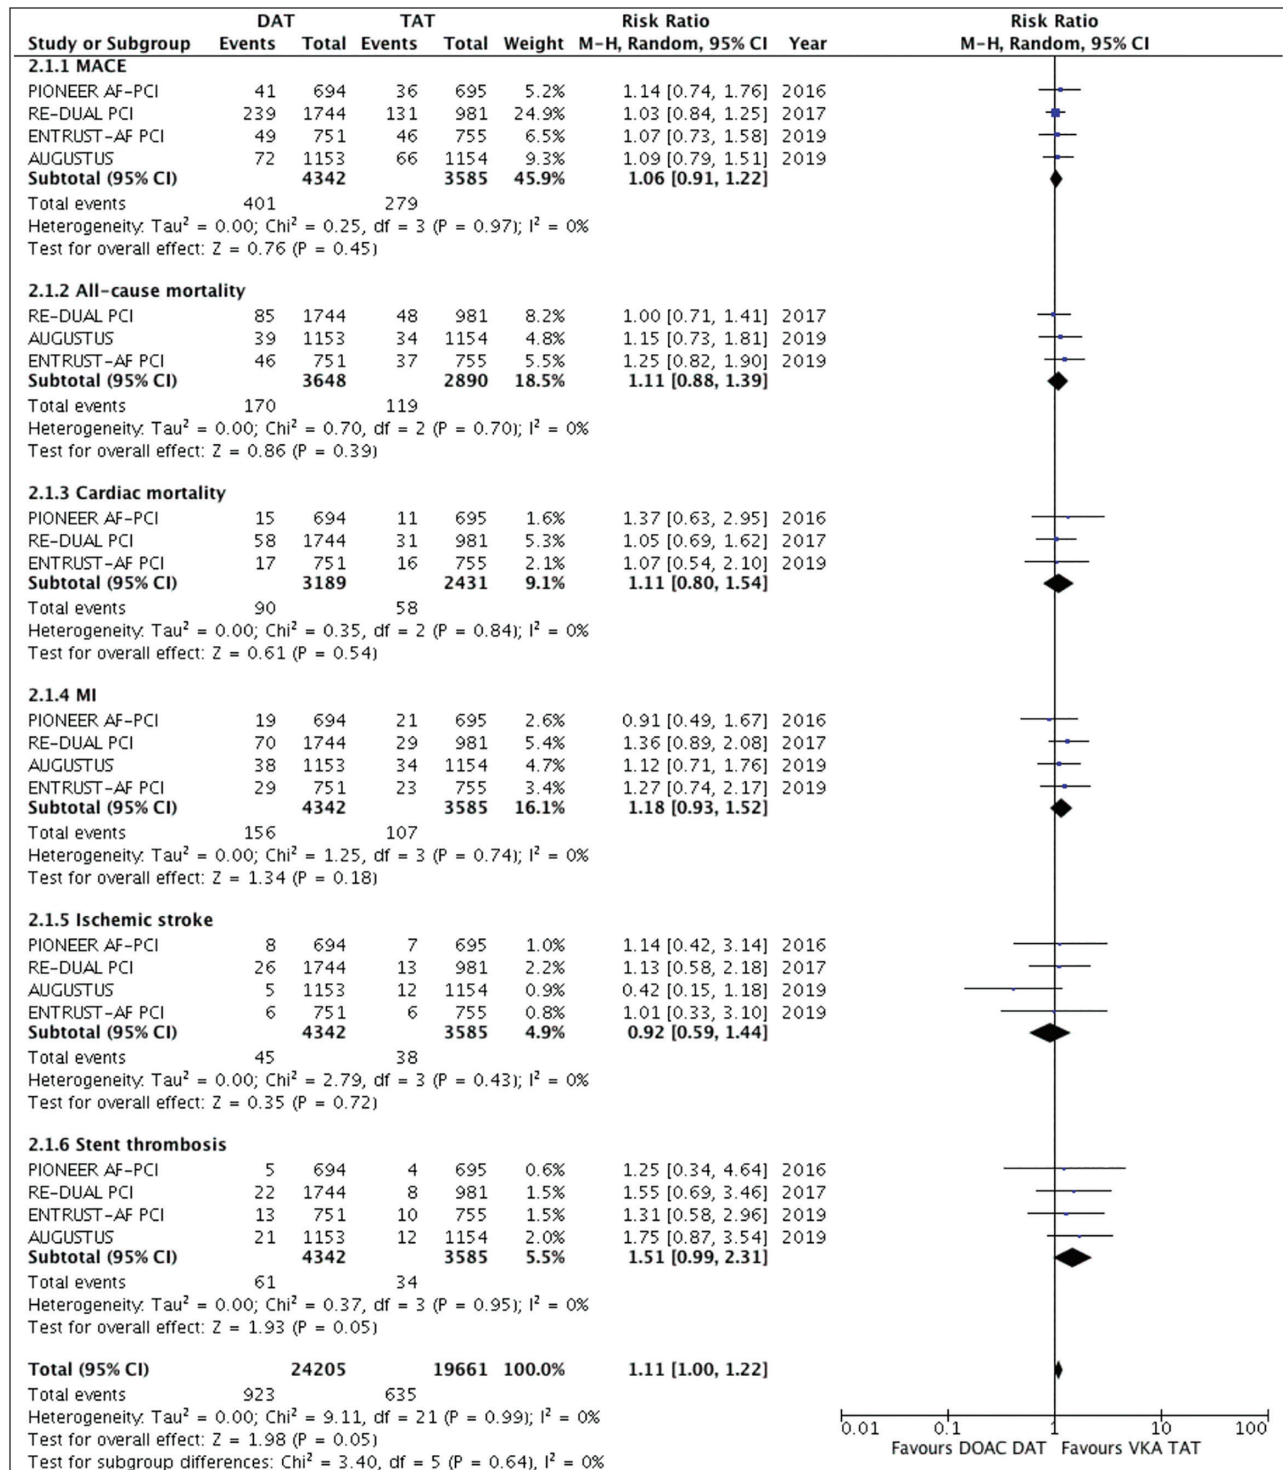 DAT TAT Risk Ratio Risk Ratio
Study or Subgroup Events Total Events Total Weight M-H, Random, 95% CI Year M-H, Random, 95% CI
2.1.1 MACE
PIONEER AF-PCI 41 694 36 695 5.2% 1.14 [0.74, 1.76] 2016
RE-DUAL PCI 239 1744 131 981 24.9% 1.03 [0.84, 1.25] 2017
ENTRUST-AF PCI 49 751 46 755 6.5% 1.07 [0.73, 1.58] 2019
AUGUSTUS 72 1153 66 1154 9.3% 1.09 [0.79, 1.51] 2019
Subtotal (95% CI) 4342 3585 45.9% 1.06 [0.91, 1.22]
Total events 401 279
Heterogeneity: Tau² = 0.00; Chi² = 0.25, df = 3 (P = 0.97); I² = 0%
Test for overall effect: Z = 0.76 (P = 0.45)
2.1.2 All-cause mortality
RE-DUAL PCI 85 1744 48 981 8.2% 1.00 [0.71, 1.41] 2017
AUGUSTUS 39 1153 34 1154 4.8% 1.15 [0.73, 1.81] 2019
ENTRUST-AF PCI 46 751 37 755 5.5% 1.25 [0.82, 1.90] 2019
Subtotal (95% CI) 3648 2890 18.5% 1.11 [0.88, 1.39]
Total events 170 119
Heterogeneity: Tau² = 0.00; Chi² = 0.70, df = 2 (P = 0.70); I² = 0%
Test for overall effect: Z = 0.86 (P = 0.39)
2.1.3 Cardiac mortality
PIONEER AF-PCI 15 694 11 695 1.6% 1.37 [0.63, 2.95] 2016
RE-DUAL PCI 58 1744 31 981 5.3% 1.05 [0.69, 1.62] 2017
ENTRUST-AF PCI 17 751 16 755 2.1% 1.07 [0.54, 2.10] 2019
Subtotal (95% CI) 3189 2431 9.1% 1.11 [0.80, 1.54]
Total events 90 58
Heterogeneity: Tau² = 0.00; Chi² = 0.35, df = 2 (P = 0.84); I² = 0%
Test for overall effect: Z = 0.61 (P = 0.54)
2.1.4 MI
PIONEER AF-PCI 19 694 21 695 2.6% 0.91 [0.49, 1.67] 2016
RE-DUAL PCI 70 1744 29 981 5.4% 1.36 [0.89, 2.08] 2017
AUGUSTUS 38 1153 34 1154 4.7% 1.12 [0.71, 1.76] 2019
ENTRUST-AF PCI 29 751 23 755 3.4% 1.27 [0.74, 2.17] 2019
Subtotal (95% CI) 4342 3585 16.1% 1.18 [0.93, 1.52]
Total events 156 107
Heterogeneity: Tau² = 0.00; Chi² = 1.25, df = 3 (P = 0.74); I² = 0%
Test for overall effect: Z = 1.34 (P = 0.18)
2.1.5 Ischemic stroke
PIONEER AF-PCI 8 694 7 695 1.0% 1.14 [0.42, 3.14] 2016
RE-DUAL PCI 26 1744 13 981 2.2% 1.13 [0.58, 2.18] 2017
AUGUSTUS 5 1153 12 1154 0.9% 0.42 [0.15, 1.18] 2019
ENTRUST-AF PCI 6 751 6 755 0.8% 1.01 [0.33, 3.10] 2019
Subtotal (95% CI) 4342 3585 4.9% 0.92 [0.59, 1.44]
Total events 45 38
Heterogeneity: Tau² = 0.00; Chi² = 2.79, df = 3 (P = 0.43); I² = 0%
Test for overall effect: Z = 0.35 (P = 0.72)
2.1.6 Stent thrombosis
PIONEER AF-PCI 5 694 4 695 0.6% 1.25 [0.34, 4.64] 2016
RE-DUAL PCI 22 1744 8 981 1.5% 1.55 [0.69, 3.46] 2017
ENTRUST-AF PCI 13 751 10 755 1.5% 1.31 [0.58, 2.96] 2019
AUGUSTUS 21 1153 12 1154 2.0% 1.75 [0.87, 3.54] 2019
Subtotal (95% CI) 4342 3585 5.5% 1.51 [0.99, 2.31]
Total events 61 34
Heterogeneity: Tau² = 0.00; Chi² = 0.37, df = 3 (P = 0.95); I² = 0%
Test for overall effect: Z = 1.93 (P = 0.05)
Total (95% CI) 24205 19661 100.0% 1.11 [1.00, 1.22]
Total events 923 635
Heterogeneity: Tau² = 0.00; Chi² = 9.11, df = 21 (P = 0.99); I² = 0%
Test for overall effect: Z = 1.98 (P = 0.05)
Test for subgroup differences: Chi² = 3.40, df = 5 (P = 0.64), I² = 0%
0.01 0.1 1 10 100
Favours DOAC DAT Favours VKA TAT